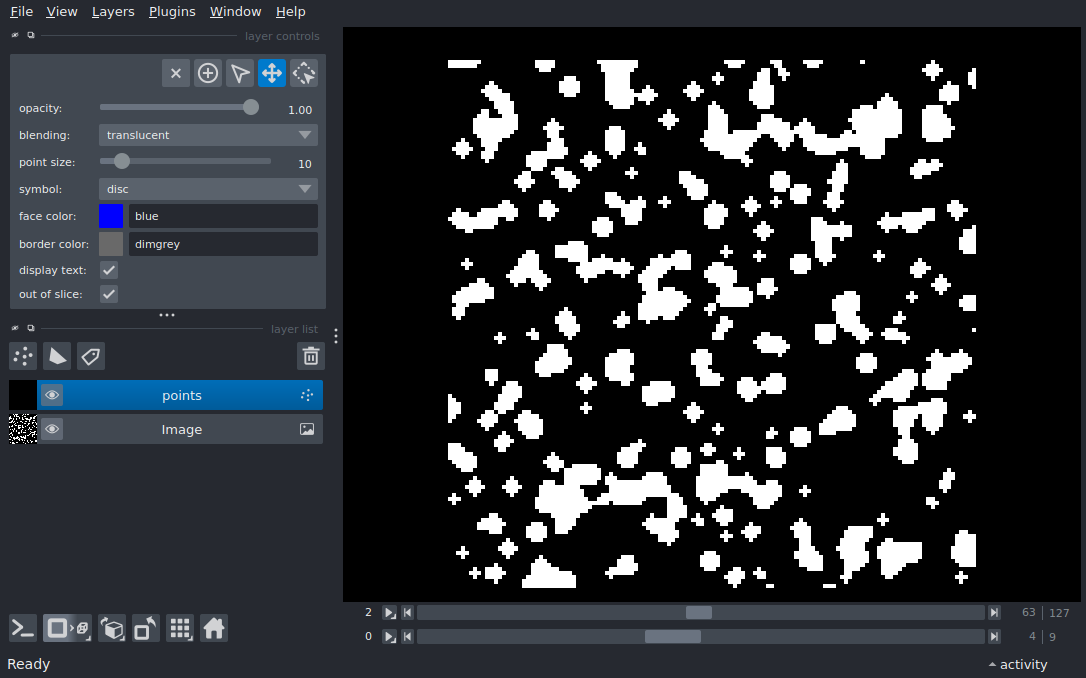 File View Layers Plugins Window Help
layer controls
opacity: 1.00
blending: translucent
point size: 10
symbol: disc
face color: blue
border color: dimgrey
display text:
out of slice:
layer list
points
Image
2 63 127
0 4 9
Ready activity